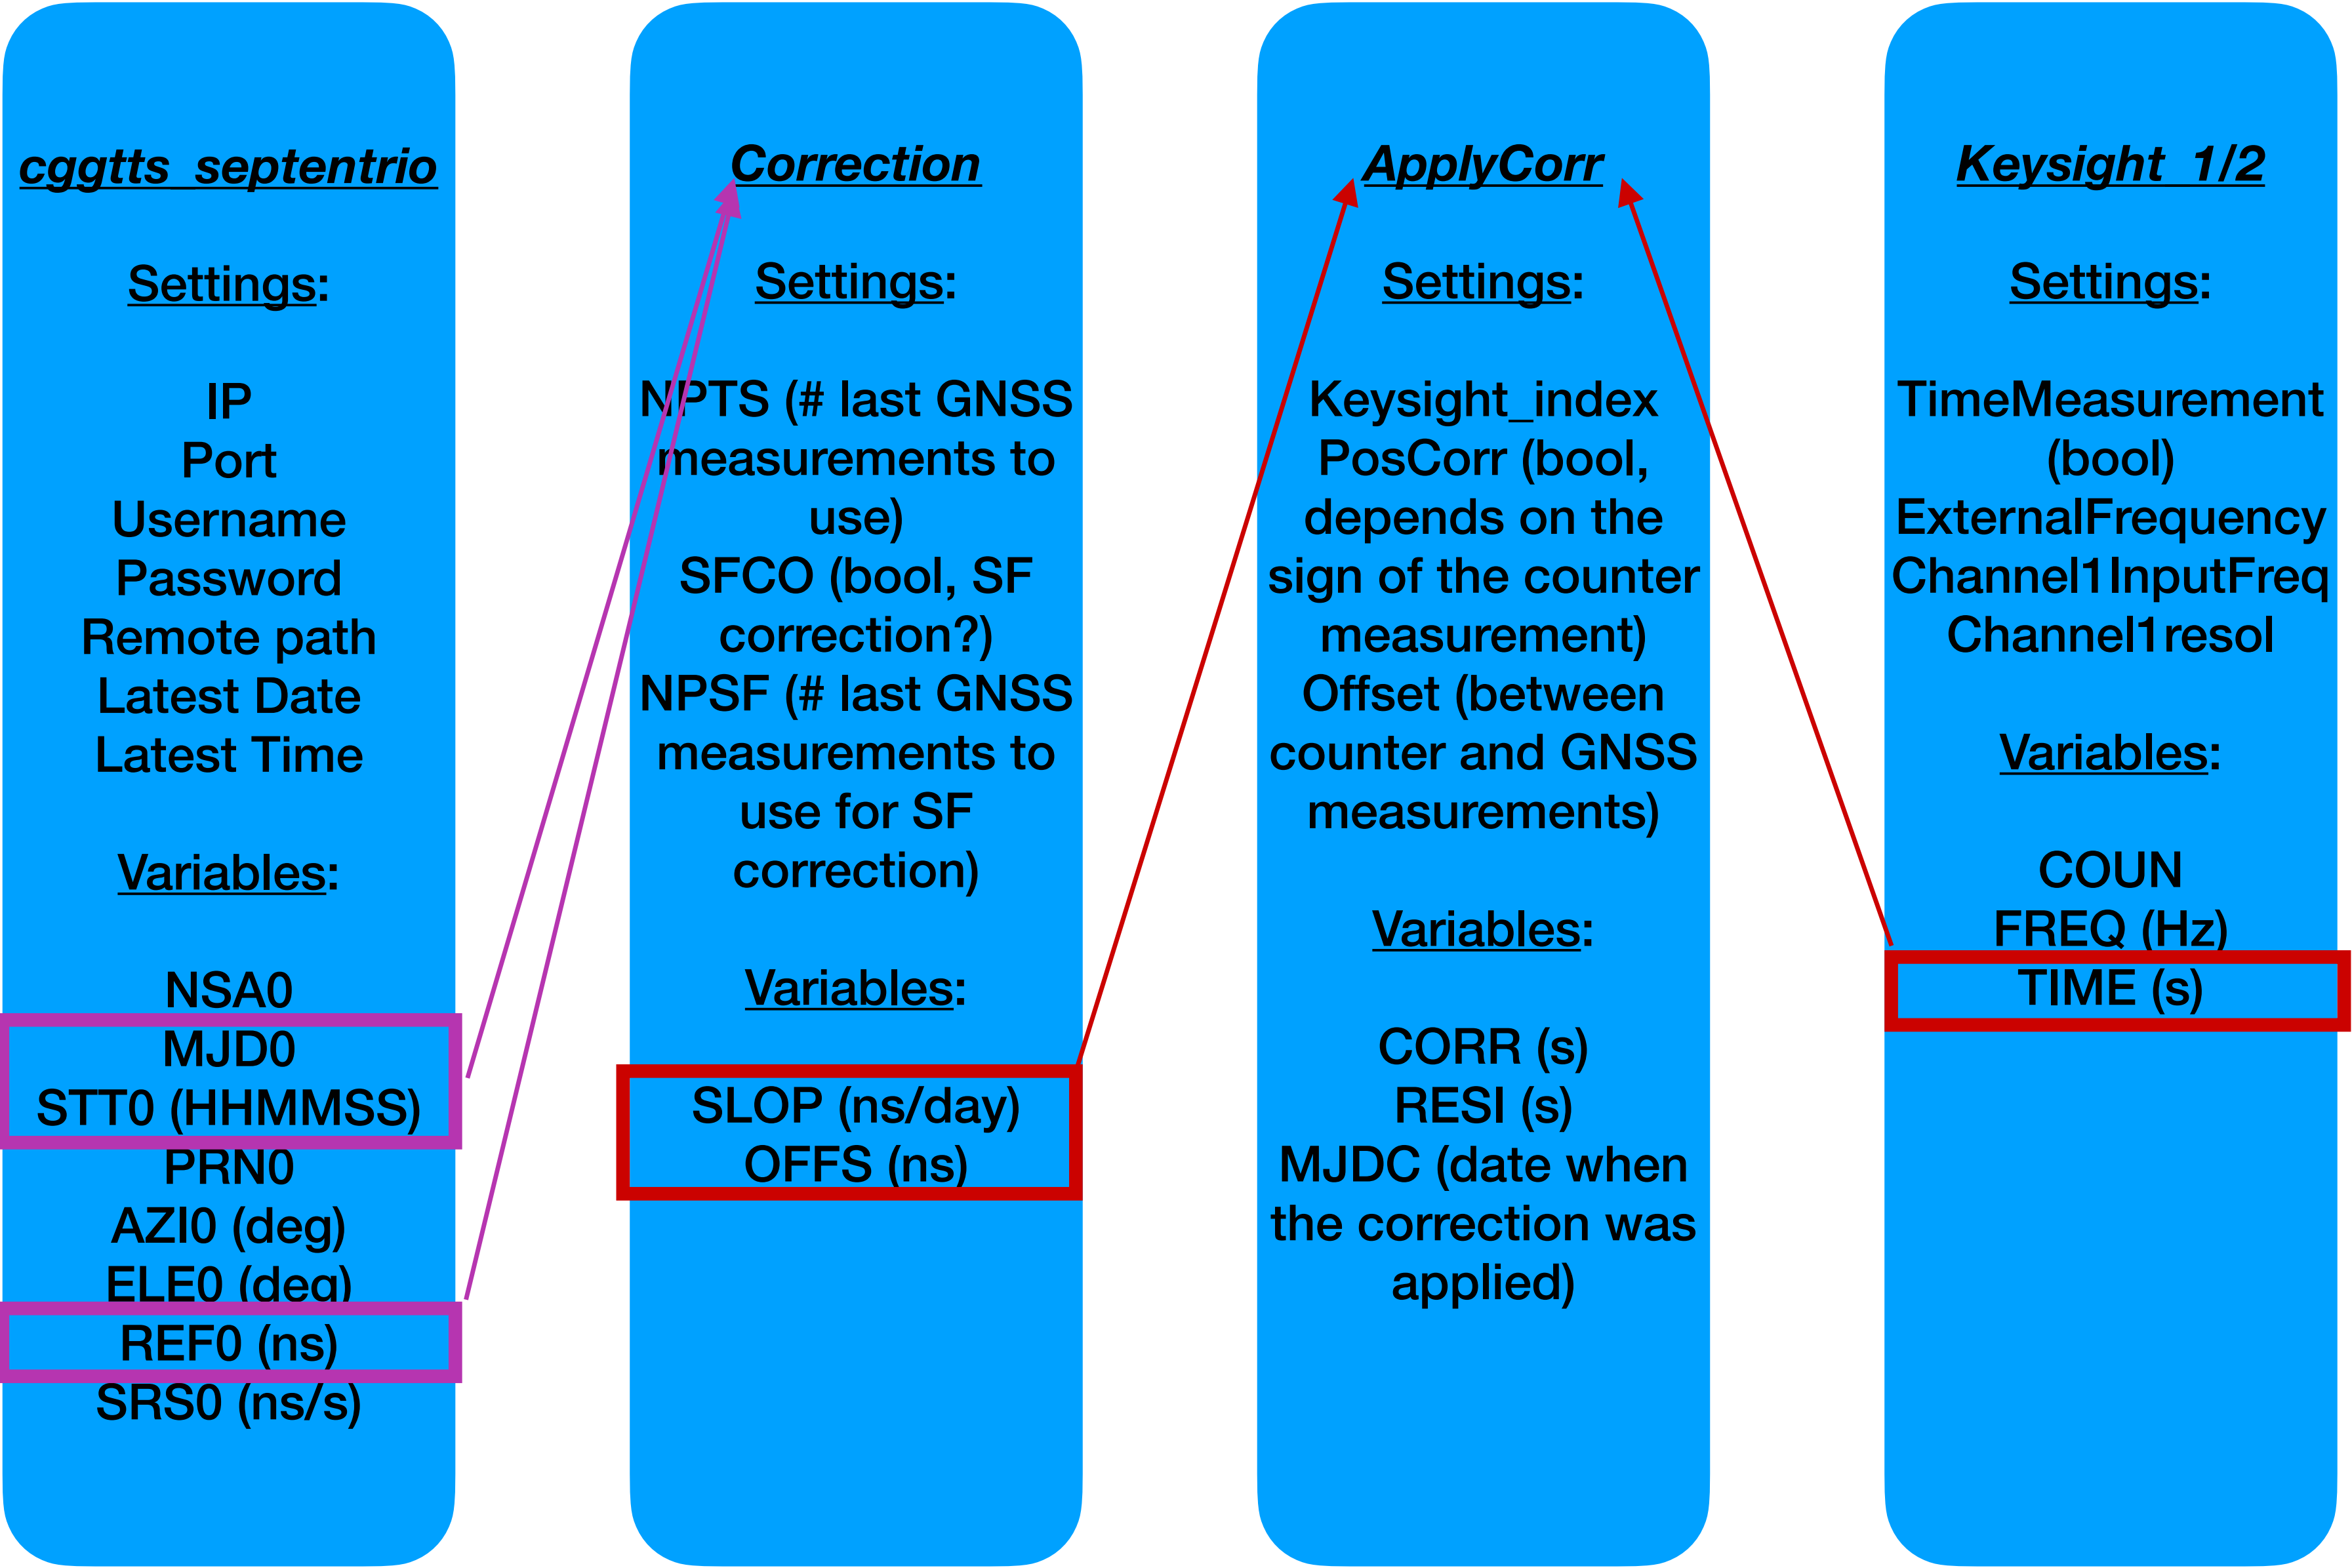 cggtts_septentrio
Settings:
IP
Port
Username
Password
Remote path
Latest Date
Latest Time
Variables:
NSA0
MJD0
STT0 (HHMMSS)
PRN0
AZI0 (deg)
ELE0 (deg)
REF0 (ns)
SRS0 (ns/s)
Correction
Settings:
NPTS (# last GNSS
measurements to
use)
SFCO (bool, SF
correction?)
NPSF (# last GNSS
measurements to
use for SF
correction)
Variables:
SLOP (ns/day)
OFFS (ns)
ApplyCorr
Settings:
Keysight_index
PosCorr (bool,
depends on the
sign of the counter
measurement)
Offset (between
counter and GNSS
measurements)
Variables:
CORR (s)
RESI (s)
MJDC (date when
the correction was
applied)
Keysight_1/2
Settings:
TimeMeasurement
(bool)
ExternalFrequency
Channel1InputFreq
Channel1resol
Variables:
COUN
FREQ (Hz)
TIME (s)